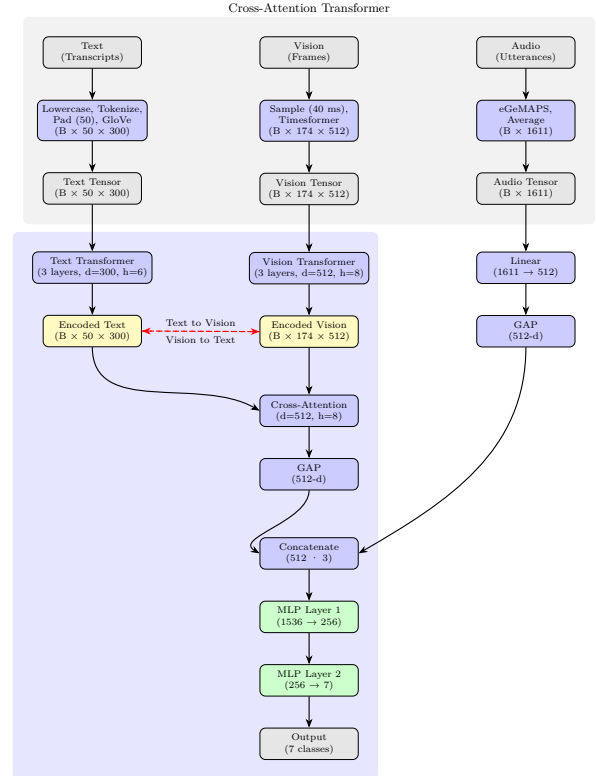 Cross-Attention Transformer
Text
(Transcripts)
Vision
(Frames)
Audio
(Utterances)
Lowercase, Tokenize,
Pad (50), GloVe
(B × 50 × 300)
Sample (40 ms),
Timesformer
(B × 174 × 512)
eGeMAPS,
Average
(B × 1611)
Text Tensor
(B × 50 × 300)
Vision Tensor
(B × 174 × 512)
Audio Tensor
(B × 1611)
Text Transformer
(3 layers, d=300, h=6)
Vision Transformer
(3 layers, d=512, h=8)
Linear
(1611 → 512)
Encoded Text
(B × 50 × 300)
Text to Vision
Vision to Text
Encoded Vision
(B × 174 × 512)
GAP
(512-d)
Cross-Attention
(d=512, h=8)
GAP
(512-d)
Concatenate
(512 · 3)
MLP Layer 1
(1536 → 256)
MLP Layer 2
(256 → 7)
Output
(7 classes)